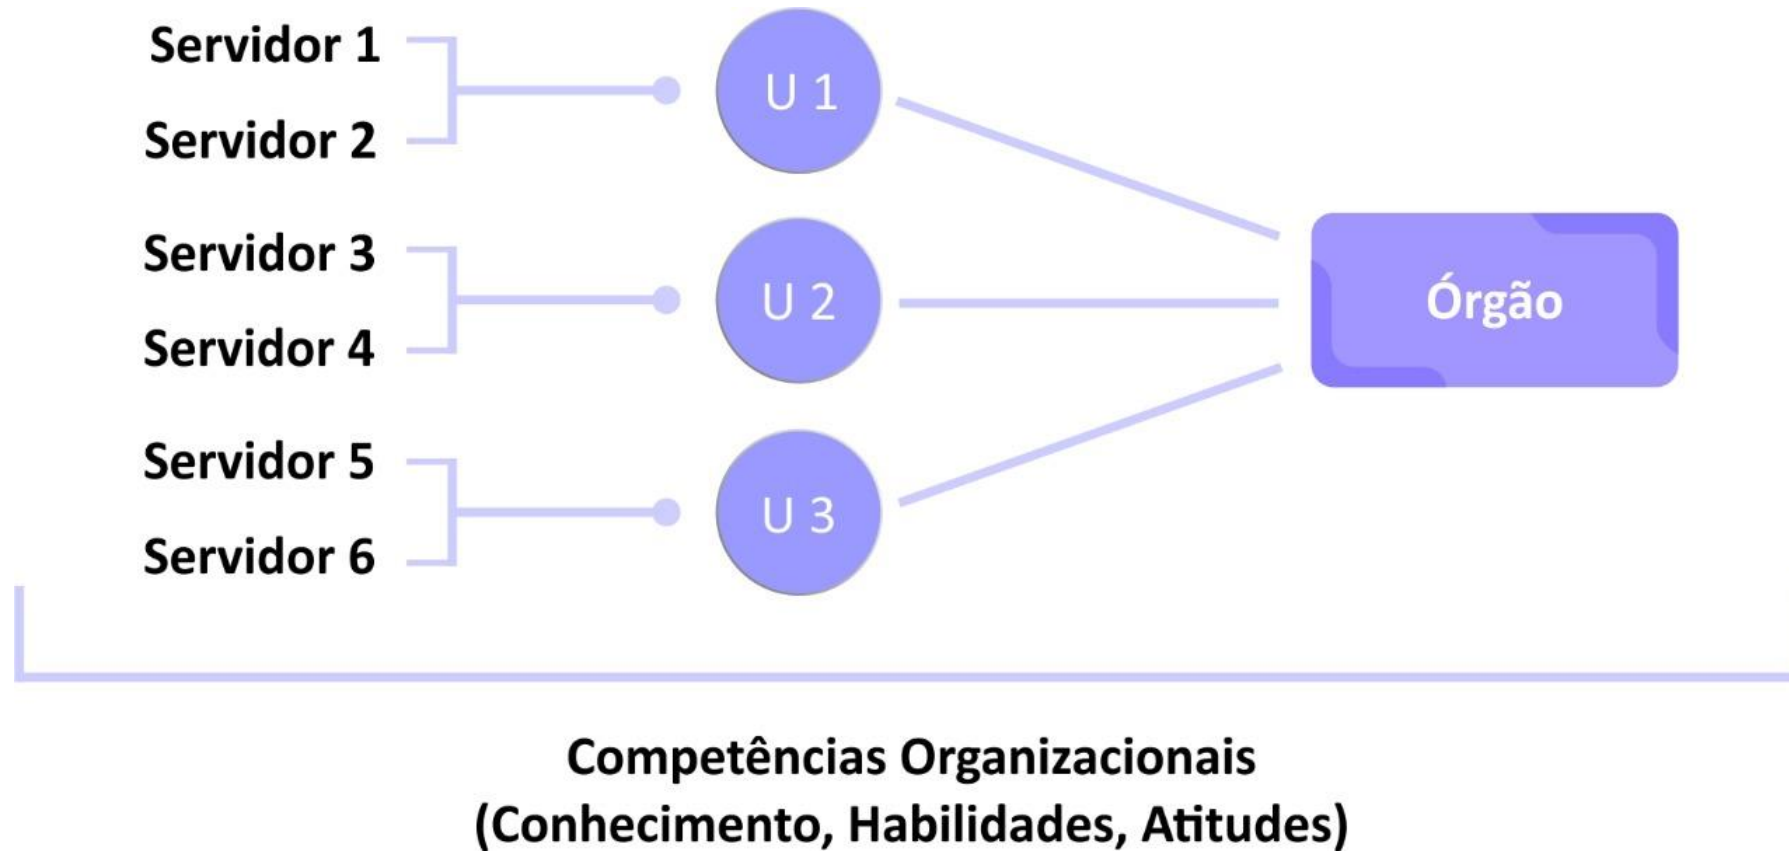 Servidor 1
Servidor 2
U 1
Servidor 3
Servidor 4
U 2
Servidor 5
Servidor 6
U 3
Órgão
Competências Organizacionais
(Conhecimento, Habilidades, Atitudes)